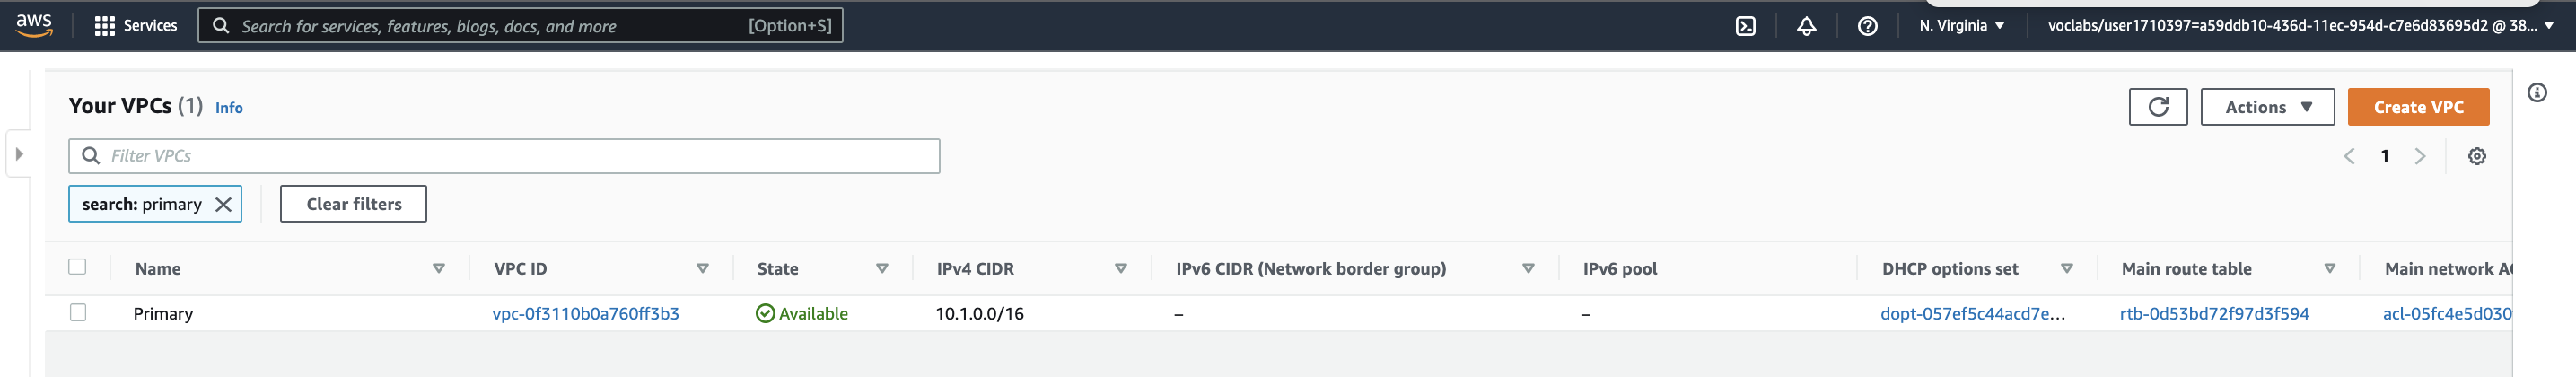 aws Services Search for services, features, blogs, docs, and more [Option+S] N. Virginia voclabs/user1710397=a59ddb10-436d-11ec-954d-c7e6d83695d2 @ 38...
Your VPCs (1) Info Actions Create VPC
Filter VPCs 1
search: primary Clear filters
Name VPC ID State IPv4 CIDR IPv6 CIDR (Network border group) IPv6 pool DHCP options set Main route table Main network AC
Primary vpc-0f3110b0a760ff3b3 Available 10.1.0.0/16 – – dopt-057ef5c44acd7e... rtb-0d53bd72f97d3f594 acl-05fc4e5d030